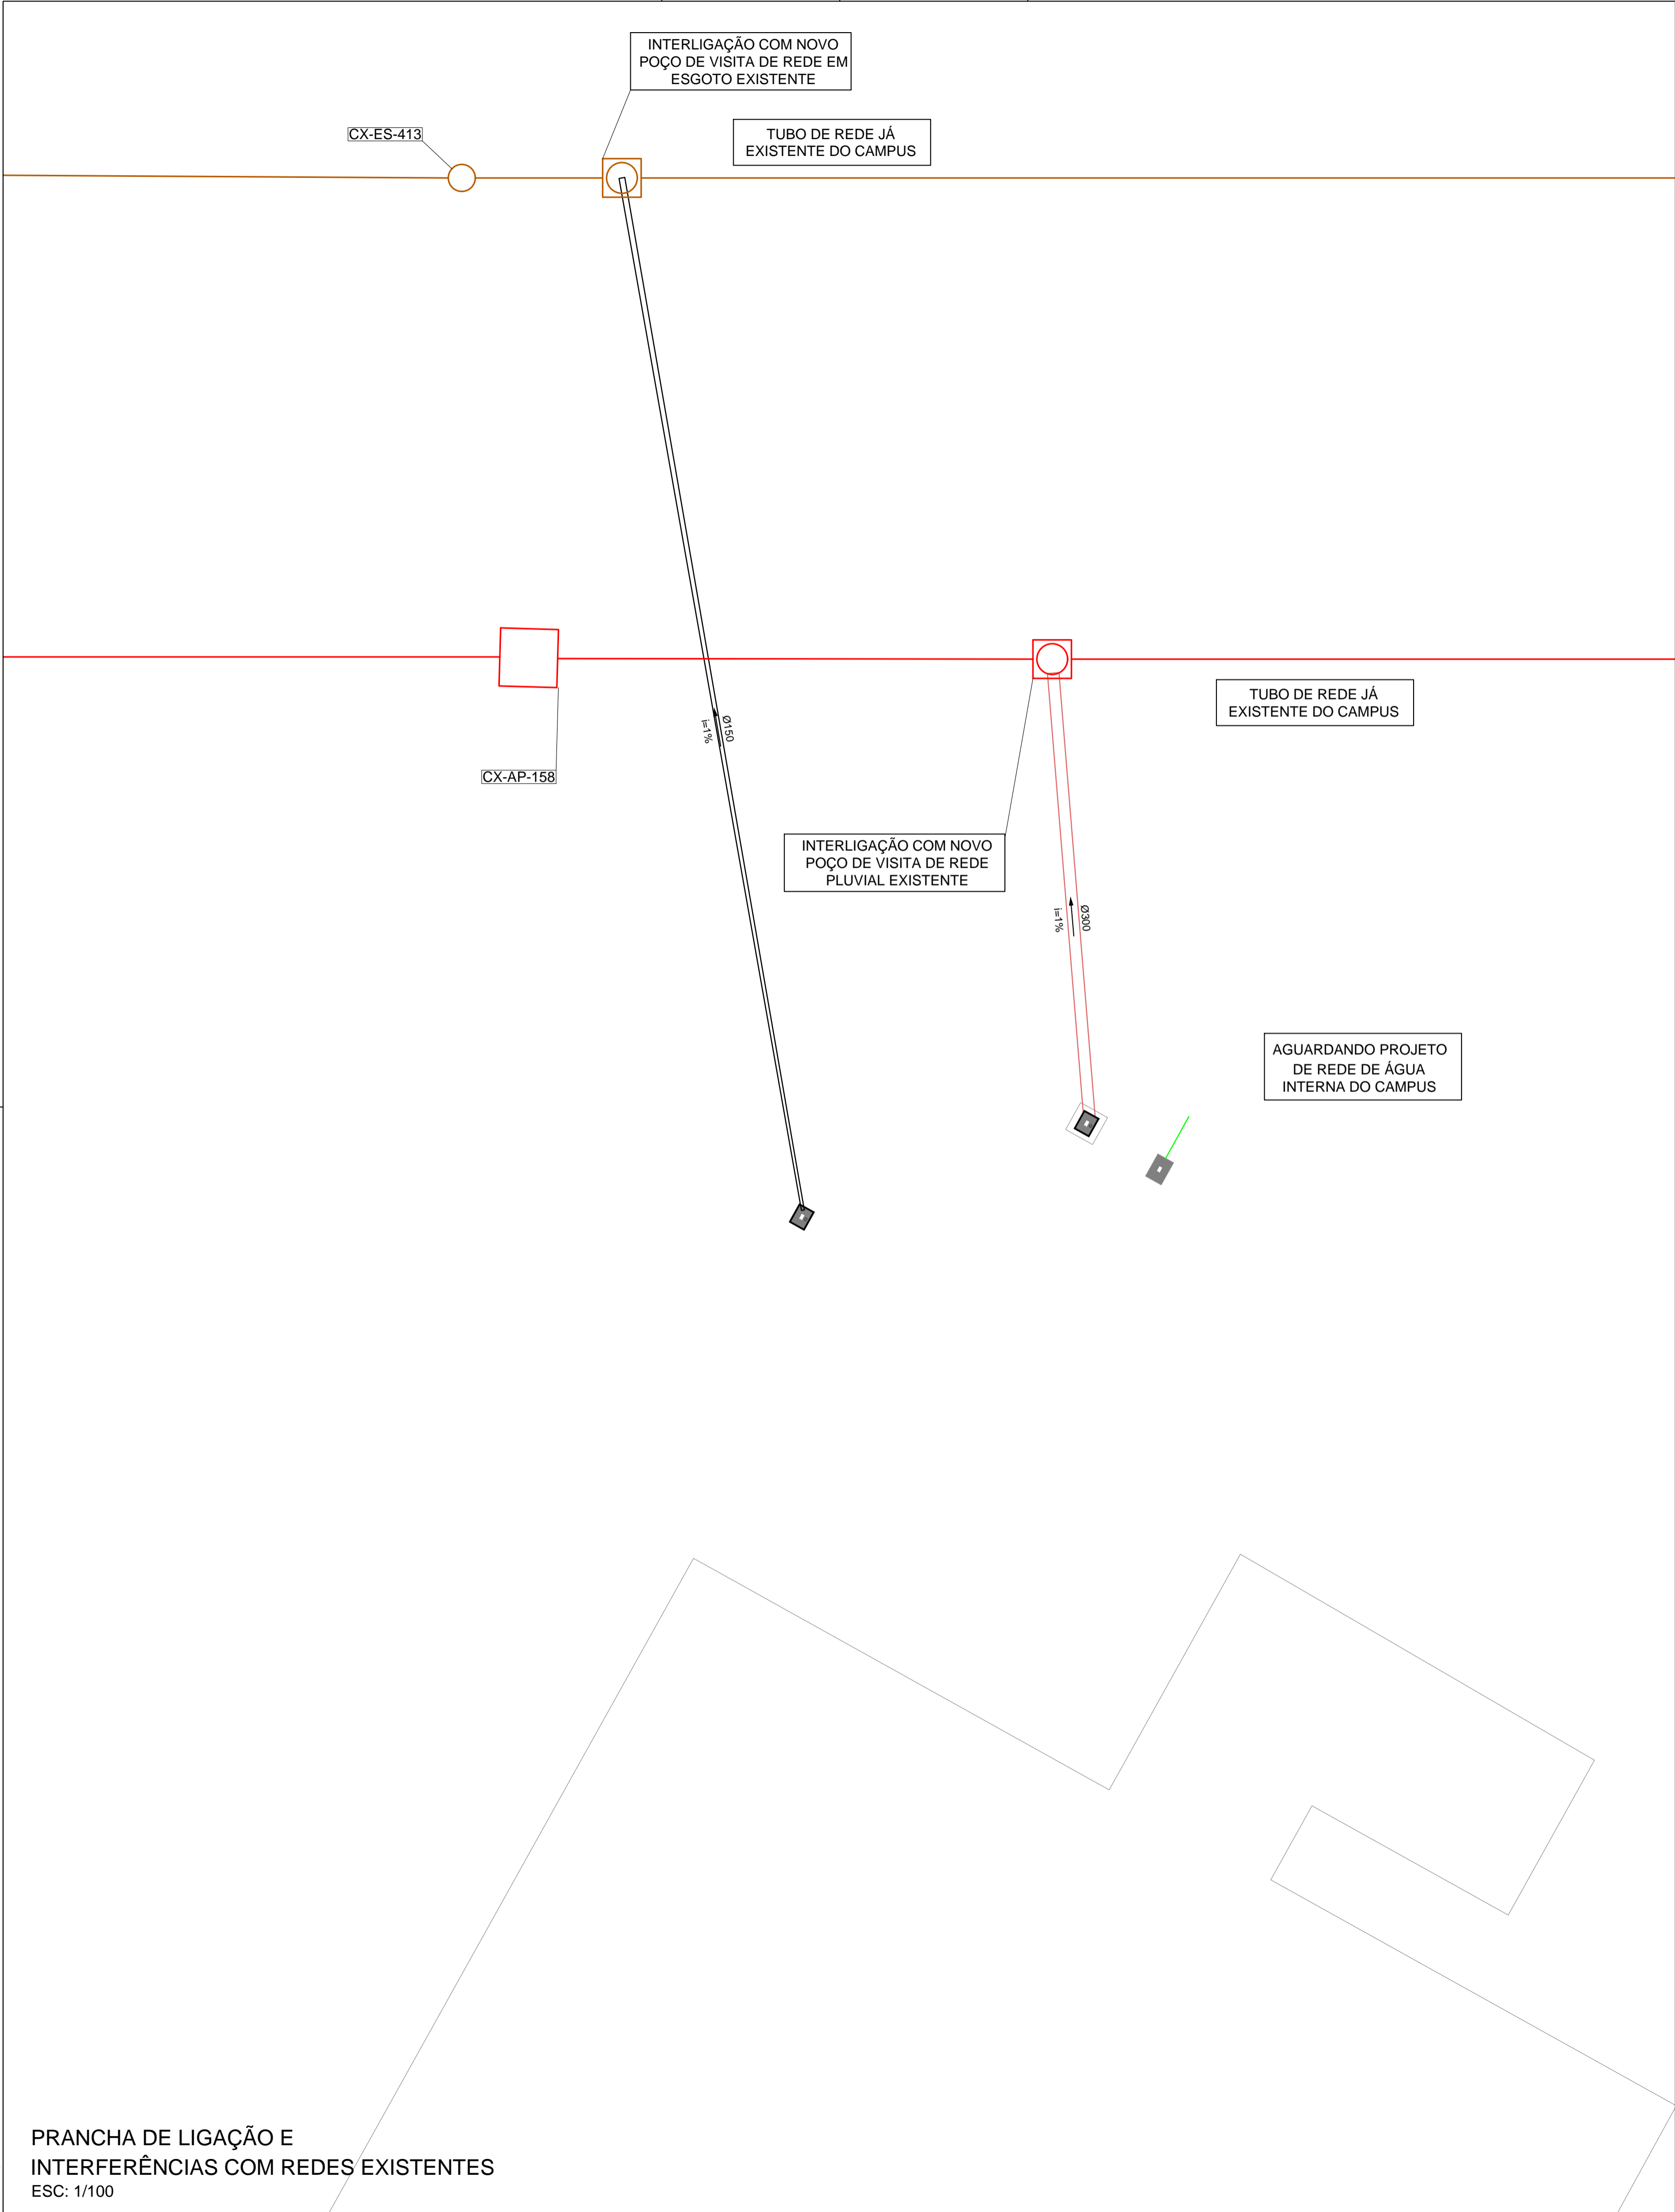 INTERLIGAÇÃO COM NOVO
POÇO DE VISITA DE REDE EM
ESGOTO EXISTENTE
CX-ES-413
TUBO DE REDE JÁ
EXISTENTE DO CAMPUS
TUBO DE REDE JÁ
EXISTENTE DO CAMPUS
Ø150
i=1%
CX-AP-158
INTERLIGAÇÃO COM NOVO
POÇO DE VISITA DE REDE
PLUVIAL EXISTENTE
Ø300
i=1%
AGUARDANDO PROJETO
DE REDE DE ÁGUA
INTERNA DO CAMPUS
PRANCHA DE LIGAÇÃO E
INTERFERÊNCIAS COM REDES EXISTENTES
ESC: 1/100